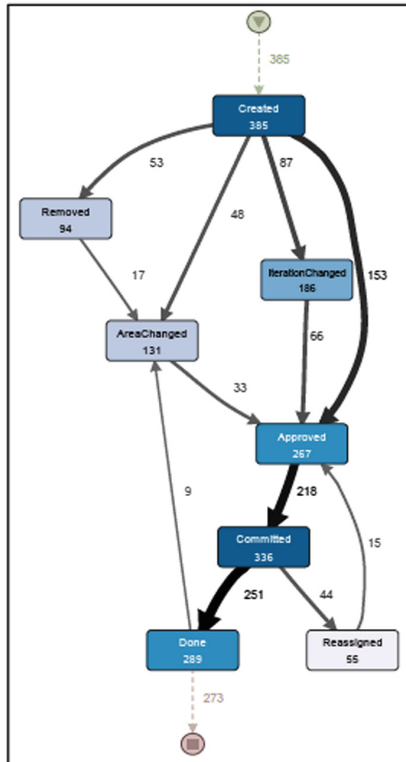 385
Created
385
53
87
48
Removed
94
153
IterationChanged
186
17
AreaChanged
131
66
33
Approved
267
9
218
15
Committed
336
251
44
Done
289
Reassigned
55
273